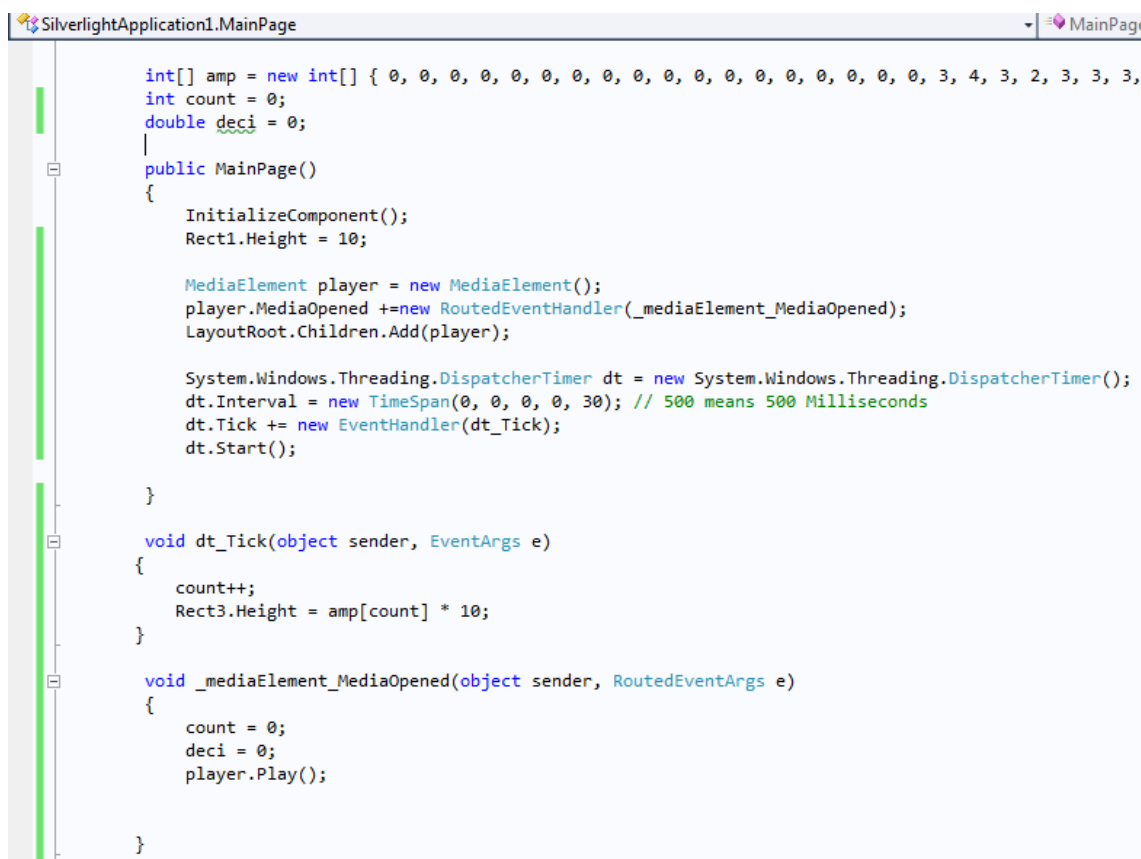 SilverlightApplication1.MainPage MainPage
int[] amp = new int[] { 0, 0, 0, 0, 0, 0, 0, 0, 0, 0, 0, 0, 0, 0, 0, 0, 0, 0, 3, 4, 3, 2, 3, 3, 3,
int count = 0;
double deci = 0;
public MainPage()
{
InitializeComponent();
Rect1.Height = 10;
MediaElement player = new MediaElement();
player.MediaOpened +=new RoutedEventHandler(_mediaElement_MediaOpened);
LayoutRoot.Children.Add(player);
System.Windows.Threading.DispatcherTimer dt = new System.Windows.Threading.DispatcherTimer();
dt.Interval = new TimeSpan(0, 0, 0, 0, 30); // 500 means 500 Milliseconds
dt.Tick += new EventHandler(dt_Tick);
dt.Start();
}
void dt_Tick(object sender, EventArgs e)
{
count++;
Rect3.Height = amp[count] * 10;
}
void _mediaElement_MediaOpened(object sender, RoutedEventArgs e)
{
count = 0;
deci = 0;
player.Play();
}